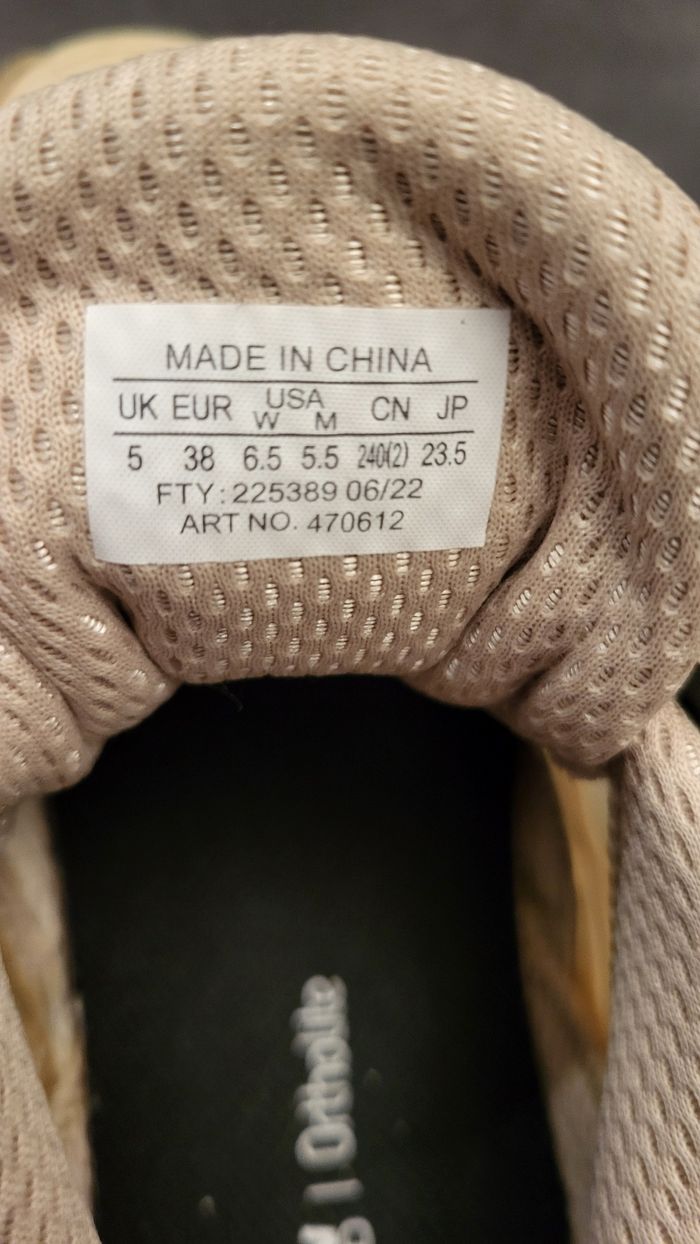 MADE IN CHINA
UK EUR USA W M CN JP
5 38 6.5 5.5 240(2) 23.5
FTY: 225389 06/22
ART NO. 470612
| OrthoLite